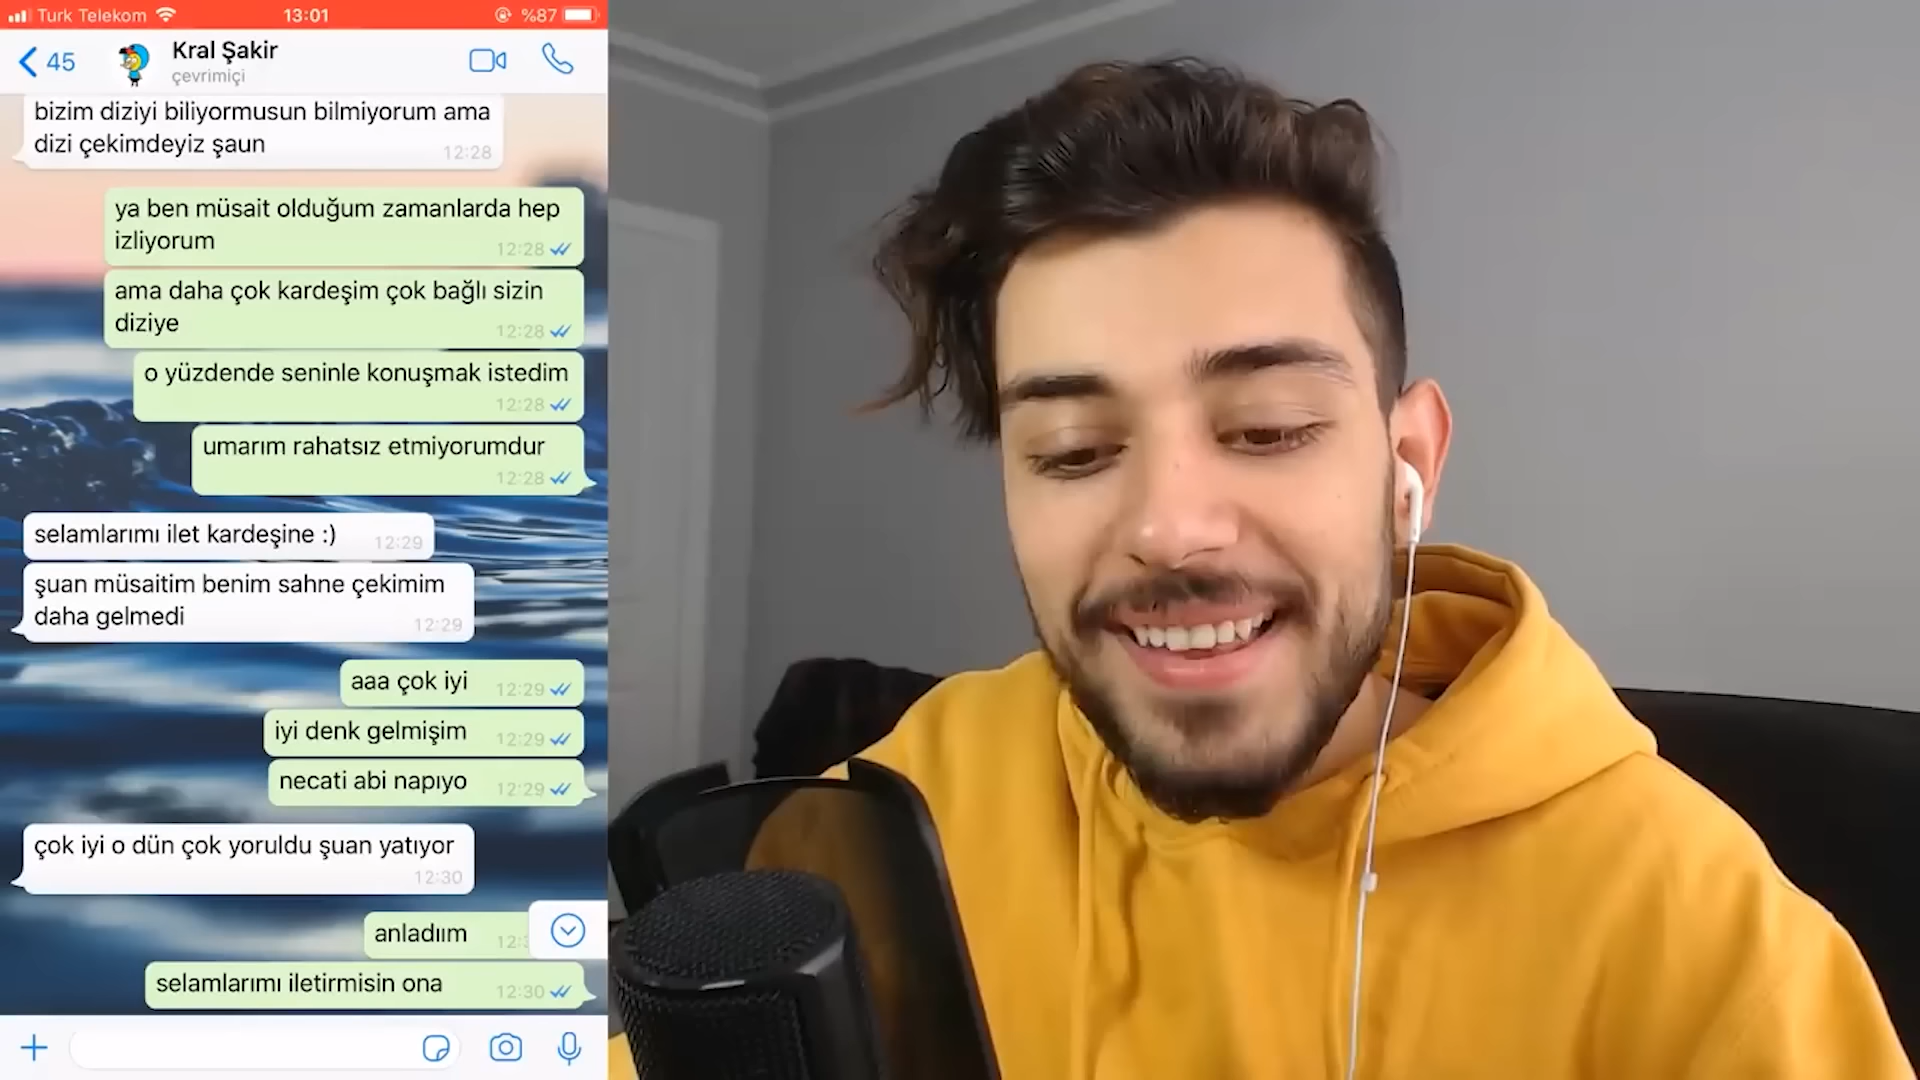 Turk Telekom 13:01 %87
45 Kral Şakir
çevrimiçi
bizim diziyi biliyormusun bilmiyorum ama
dizi çekimdeyiz şaun
12:28
ya ben müsait olduğum zamanlarda hep
izliyorum
12:28
ama daha çok kardeşim çok bağlı sizin
diziye
12:28
o yüzdende seninle konuşmak istedim
12:28
umarım rahatsız etmiyorumdur
12:28
selamlarımı ilet kardeşine :)
12:29
şuan müsaitim benim sahne çekimim
daha gelmedi
12:29
aaa çok iyi 12:29
iyi denk gelmişim 12:29
necati abi napıyo 12:29
çok iyi o dün çok yoruldu şuan yatıyor
12:30
anladıım
selamlarımı iletirmisin ona 12:30